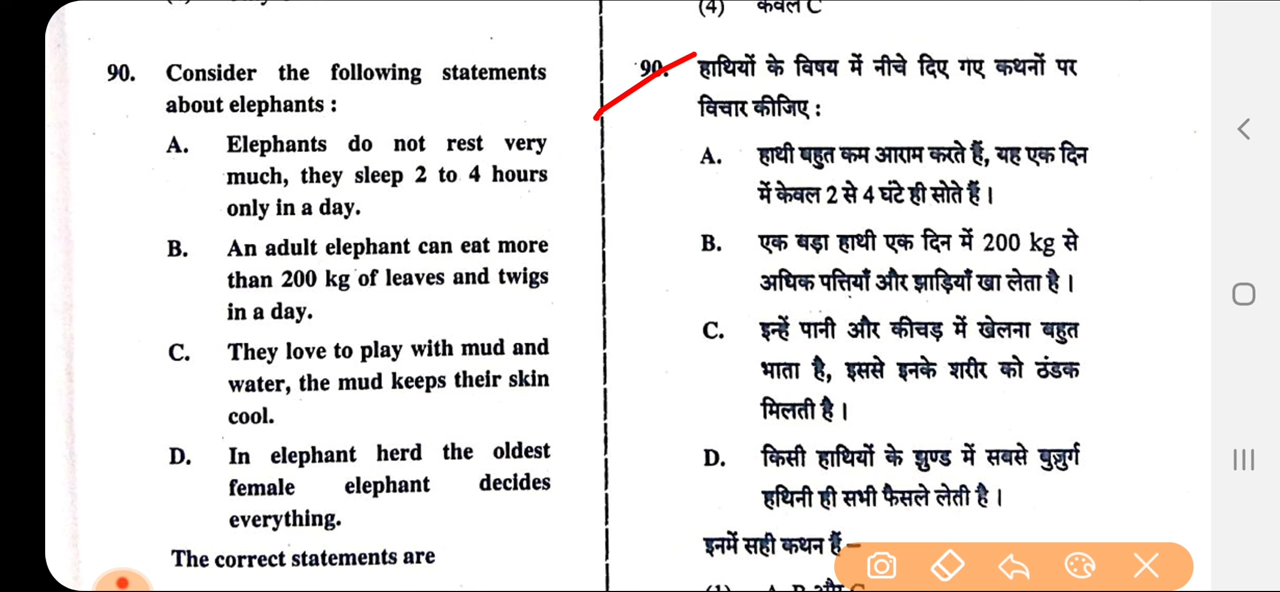 90. Consider the following statements
about elephants :
A. Elephants do not rest very
much, they sleep 2 to 4 hours
only in a day.
B. An adult elephant can eat more
than 200 kg of leaves and twigs
in a day.
C. They love to play with mud and
water, the mud keeps their skin
cool.
D. In elephant herd the oldest
female elephant decides
everything.
The correct statements are
(4) केवल C
90. हाथियों के विषय में नीचे दिए गए कथनों पर
विचार कीजिए :
A. हाथी बहुत कम आराम करते हैं, यह एक दिन
में केवल 2 से 4 घंटे ही सोते हैं।
B. एक बड़ा हाथी एक दिन में 200 kg से
अधिक पत्तियाँ और झाड़ियाँ खा लेता है।
C. इन्हें पानी और कीचड़ में खेलना बहुत
भाता है, इससे इनके शरीर को ठंडक
मिलती है।
D. किसी हाथियों के झुण्ड में सबसे बुज़ुर्ग
हथिनी ही सभी फैसले लेती है।
इनमें सही कथन हैं –